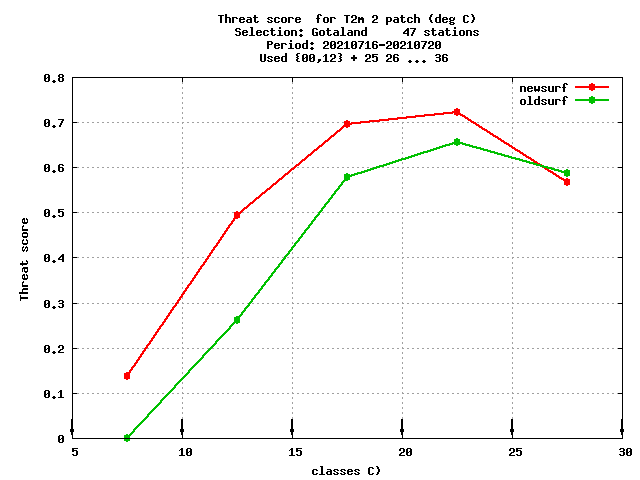 Threat score  for T2m 2 patch (deg C)
Selection: Gotaland     47 stations
Period: 20210716-20210720
Used {00,12} + 25 26 ... 36
newsurf
oldsurf
Threat score
0.8
0.7
0.6
0.5
0.4
0.3
0.2
0.1
0
5 10 15 20 25 30
classes C)